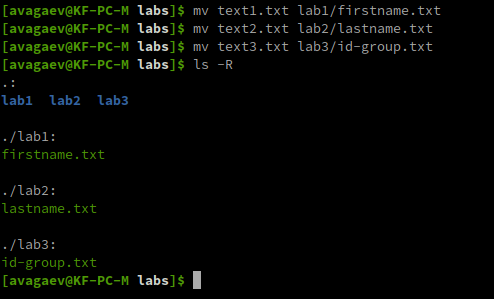 [avagaev@KF-PC-M labs]$ mv text1.txt lab1/firstname.txt
[avagaev@KF-PC-M labs]$ mv text2.txt lab2/lastname.txt
[avagaev@KF-PC-M labs]$ mv text3.txt lab3/id-group.txt
[avagaev@KF-PC-M labs]$ ls -R
.:
lab1  lab2  lab3
./lab1:
firstname.txt
./lab2:
lastname.txt
./lab3:
id-group.txt
[avagaev@KF-PC-M labs]$